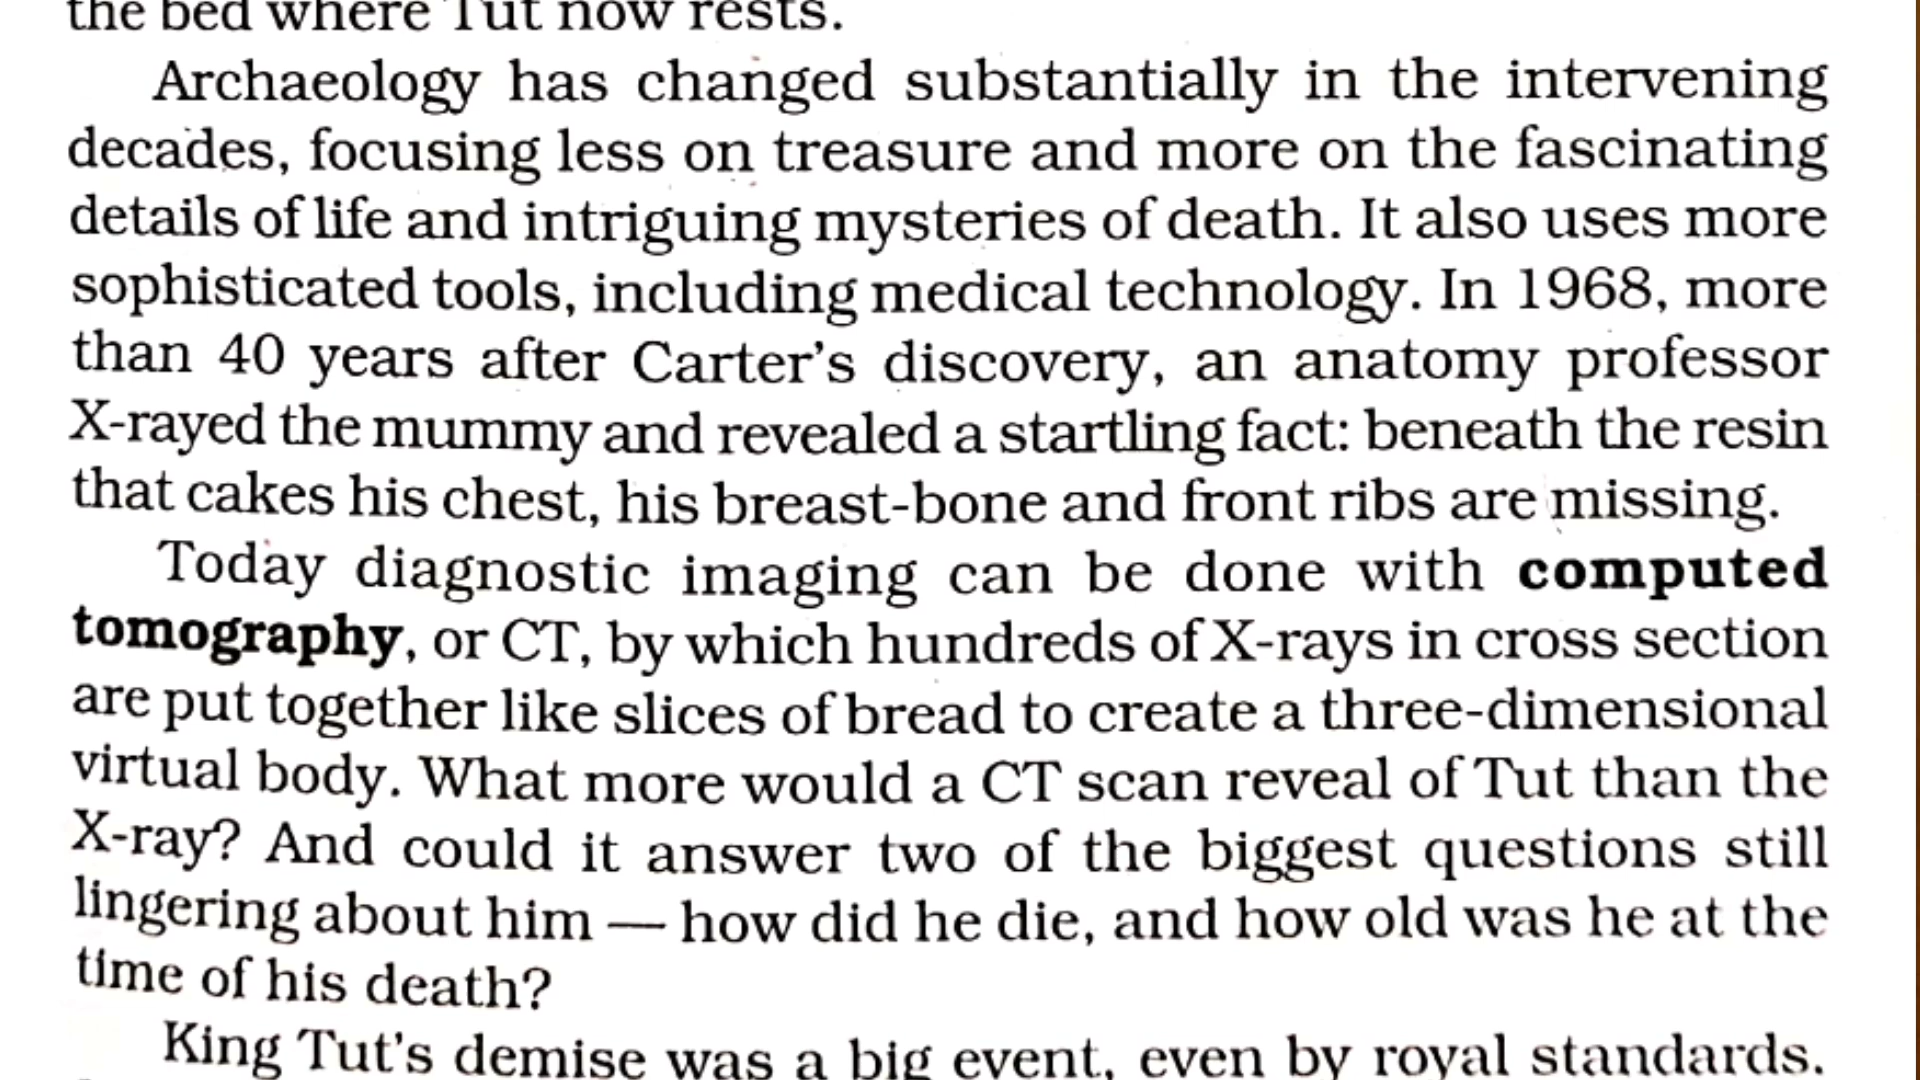 the bed where Tut now rests.
Archaeology has changed substantially in the intervening
decades, focusing less on treasure and more on the fascinating
details of life and intriguing mysteries of death. It also uses more
sophisticated tools, including medical technology. In 1968, more
than 40 years after Carter's discovery, an anatomy professor
X-rayed the mummy and revealed a startling fact: beneath the resin
that cakes his chest, his breast-bone and front ribs are missing.
Today diagnostic imaging can be done with computed
tomography, or CT, by which hundreds of X-rays in cross section
are put together like slices of bread to create a three-dimensional
virtual body. What more would a CT scan reveal of Tut than the
X-ray? And could it answer two of the biggest questions still
lingering about him — how did he die, and how old was he at the
time of his death?
King Tut's demise was a big event, even by royal standards.